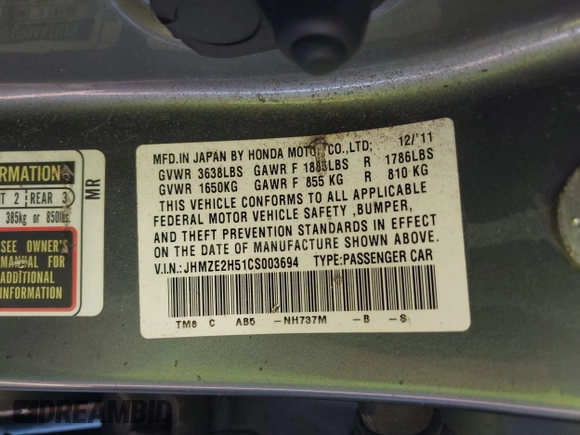 MFD.IN JAPAN BY HONDA MOTOR CO.,LTD; 12/'11
GVWR 3638LBS GAWR F 1885LBS R 1786LBS
GVWR 1650KG GAWR F 855 KG R 810 KG
THIS VEHICLE CONFORMS TO ALL APPLICABLE
FEDERAL MOTOR VEHICLE SAFETY ,BUMPER,
AND THEFT PREVENTION STANDARDS IN EFFECT
ON THE DATE OF MANUFACTURE SHOWN ABOVE.
V.I.N.:JHMZE2H51CS003694 TYPE:PASSENGER CAR
TM8 C AB5 -NH737M -B -S
FORMATION
2 REAR 3
385kg or 850lbs
SEE OWNER'S
MANUAL FOR
ADDITIONAL
INFORMATION
MR
DREAMBID